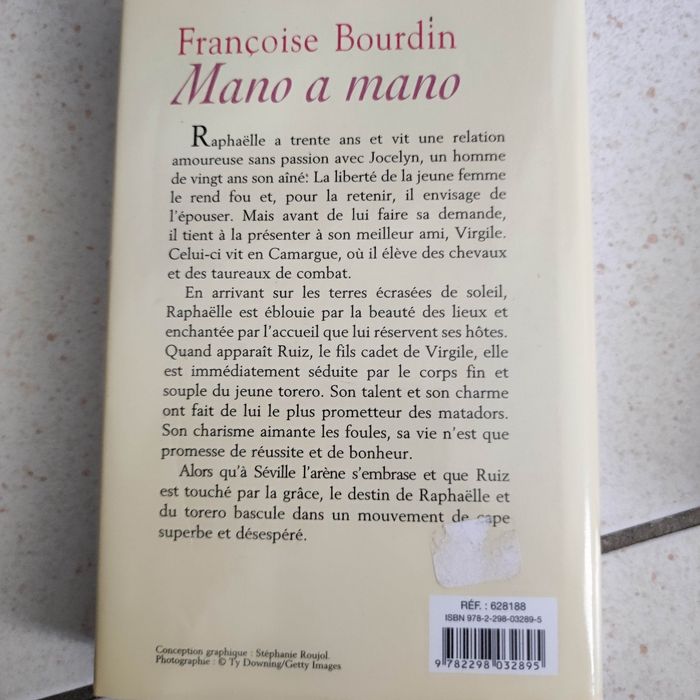 Françoise Bourdin
Mano a mano
Raphaëlle a trente ans et vit une relation
amoureuse sans passion avec Jocelyn, un homme
de vingt ans son aîné: La liberté de la jeune femme
le rend fou et, pour la retenir, il envisage de
l'épouser. Mais avant de lui faire sa demande,
il tient à la présenter à son meilleur ami, Virgile.
Celui-ci vit en Camargue, où il élève des chevaux
et des taureaux de combat.
En arrivant sur les terres écrasées de soleil,
Raphaëlle est éblouie par la beauté des lieux et
enchantée par l'accueil que lui réservent ses hôtes.
Quand apparaît Ruiz, le fils cadet de Virgile, elle
est immédiatement séduite par le corps fin et
souple du jeune torero. Son talent et son charme
ont fait de lui le plus prometteur des matadors.
Son charisme aimante les foules, sa vie n'est que
promesse de réussite et de bonheur.
Alors qu'à Séville l'arène s'embrase et que Ruiz
est touché par la grâce, le destin de Raphaëlle et
du torero bascule dans un mouvement de cape
superbe et désespéré.
RÉF. : 628188
ISBN 978-2-298-03289-5
9 782298 032895
Conception graphique : Stéphanie Roujol.
Photographie : © Ty Downing/Getty Images